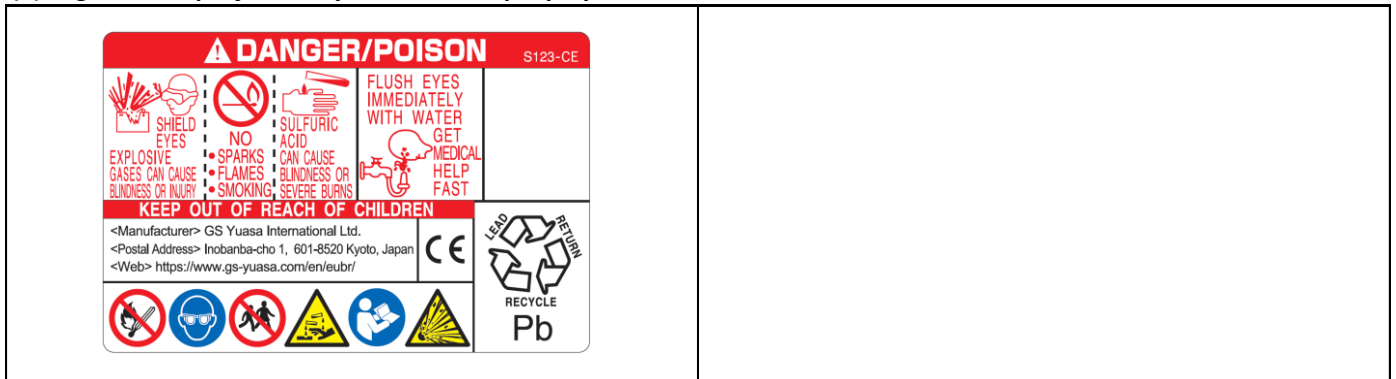 DANGER/POISON
S123-CE
SHIELD
EYES
EXPLOSIVE
GASES CAN CAUSE
BLINDNESS OR INJURY
NO
• SPARKS
• FLAMES
• SMOKING
SULFURIC
ACID
CAN CAUSE
BLINDNESS OR
SEVERE BURNS
FLUSH EYES
IMMEDIATELY
WITH WATER
GET
MEDICAL
HELP
FAST
KEEP OUT OF REACH OF CHILDREN
<Manufacturer> GS Yuasa International Ltd.
<Postal Address> Inobanba-cho 1, 601-8520 Kyoto, Japan
<Web> https://www.gs-yuasa.com/en/eubr/
CE
LEAD
RETURN
RECYCLE
Pb